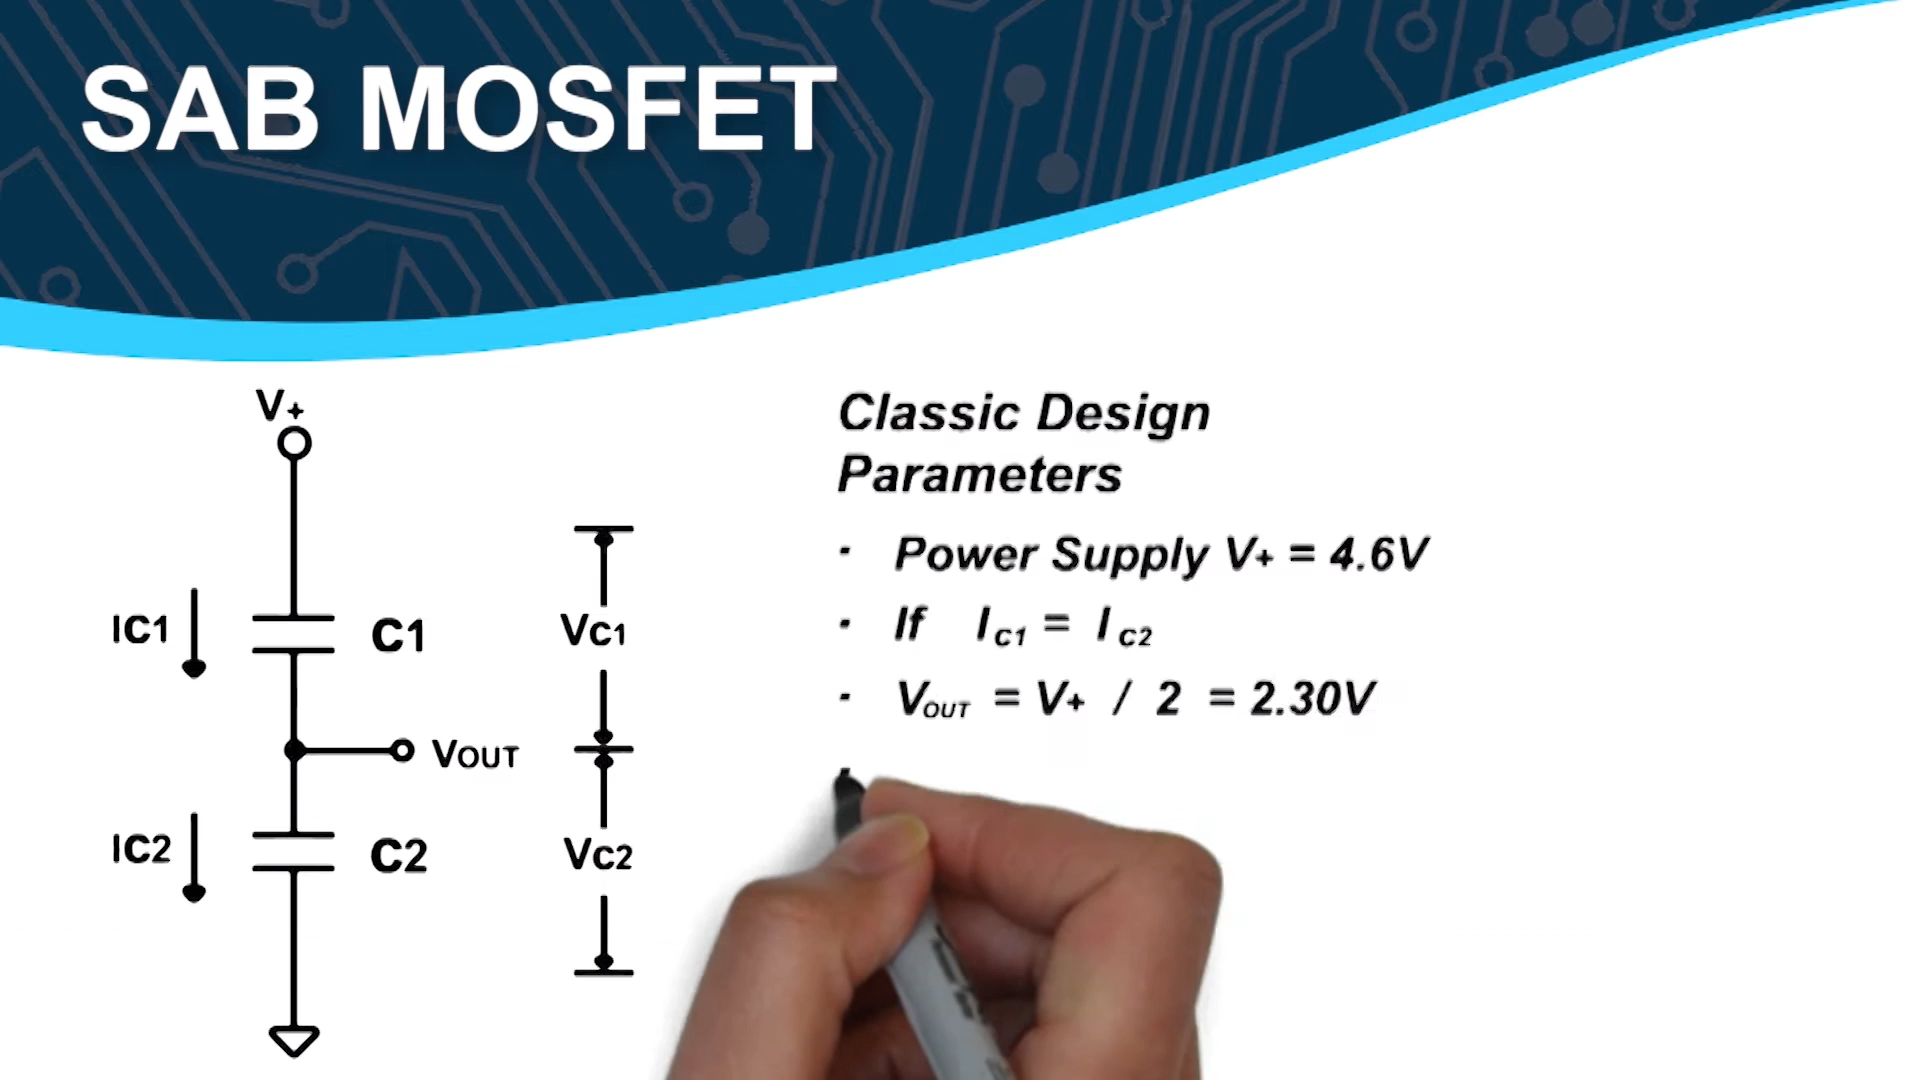 SAB MOSFET
V+
IC1
C1
VC1
VOUT
IC2
C2
VC2
Classic Design
Parameters
· Power Supply V+ = 4.6V
· If IC1 = IC2
· VOUT = V+ / 2 = 2.30V
·